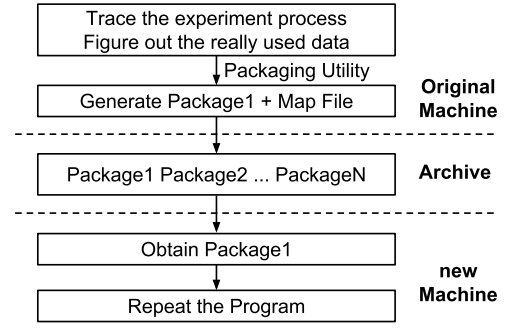 Trace the experiment process
Figure out the really used data
Packaging Utility
Generate Package1 + Map File
Original
Machine
Package1 Package2 ... PackageN
Archive
Obtain Package1
Repeat the Program
new
Machine